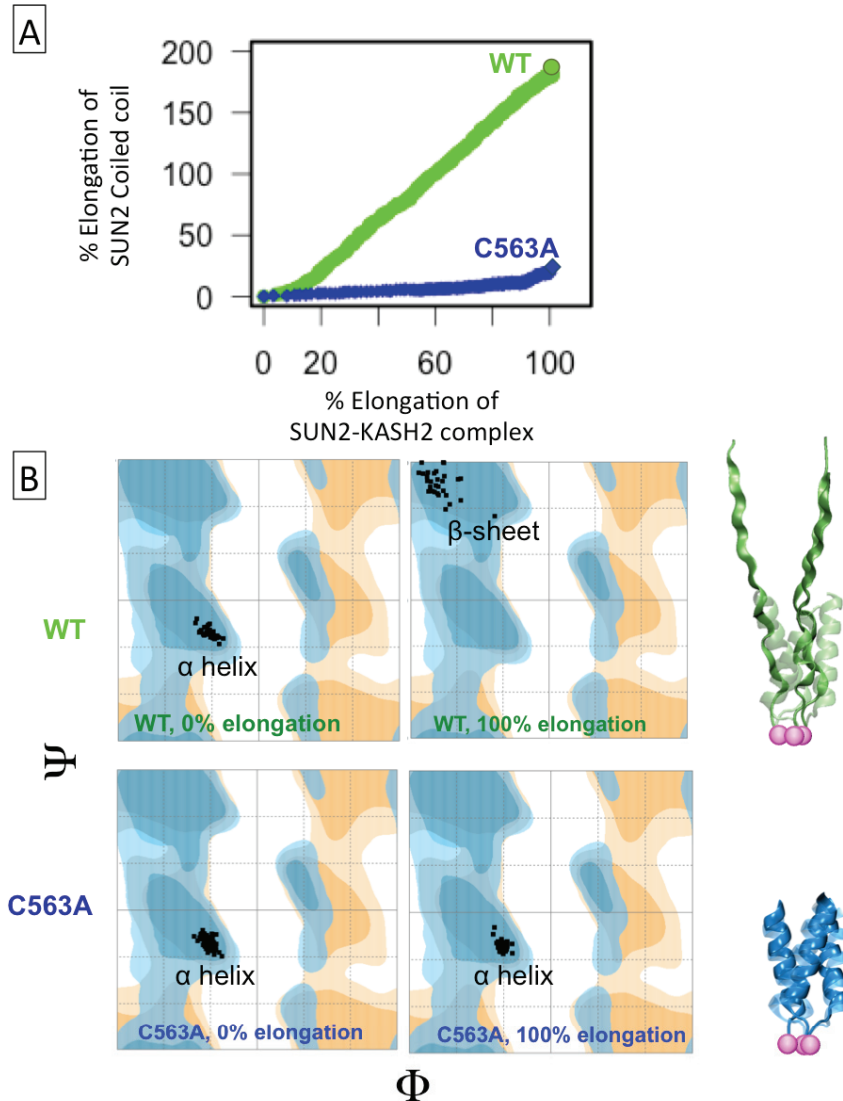 A
% Elongation of
SUN2 Coiled coil
200
150
100
50
0
WT
C563A
0 20 60 100
% Elongation of
SUN2-KASH2 complex
B
β-sheet
WT
α helix
WT, 0% elongation
WT, 100% elongation
Ψ
C563A
α helix
α helix
C563A, 0% elongation
C563A, 100% elongation
Φ